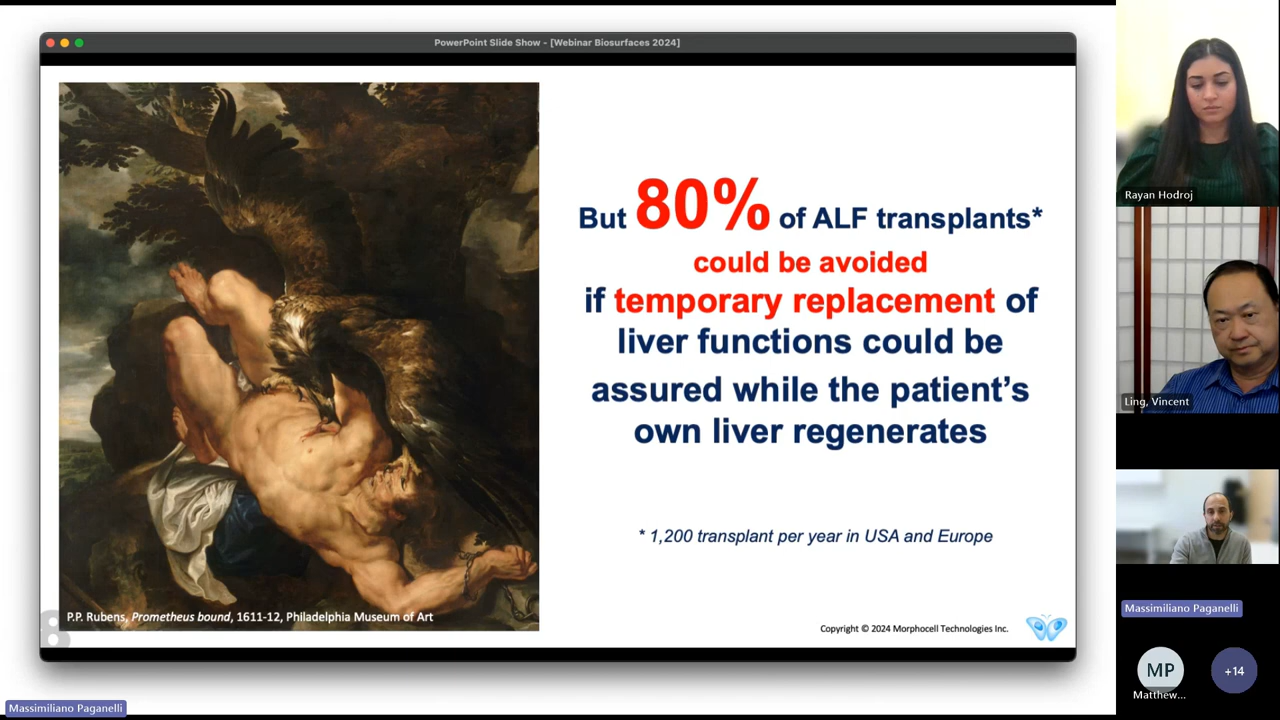 PowerPoint Slide Show - [Webinar Biosurfaces 2024]
But 80% of ALF transplants*
could be avoided
if temporary replacement of
liver functions could be
assured while the patient’s
own liver regenerates
* 1,200 transplant per year in USA and Europe
P.P. Rubens, Prometheus bound, 1611-12, Philadelphia Museum of Art
8
Copyright © 2024 Morphocell Technologies Inc.
Massimiliano Paganelli
Rayan Hodroj
Ling, Vincent
Massimiliano Paganelli
MP
Matthew...
+14